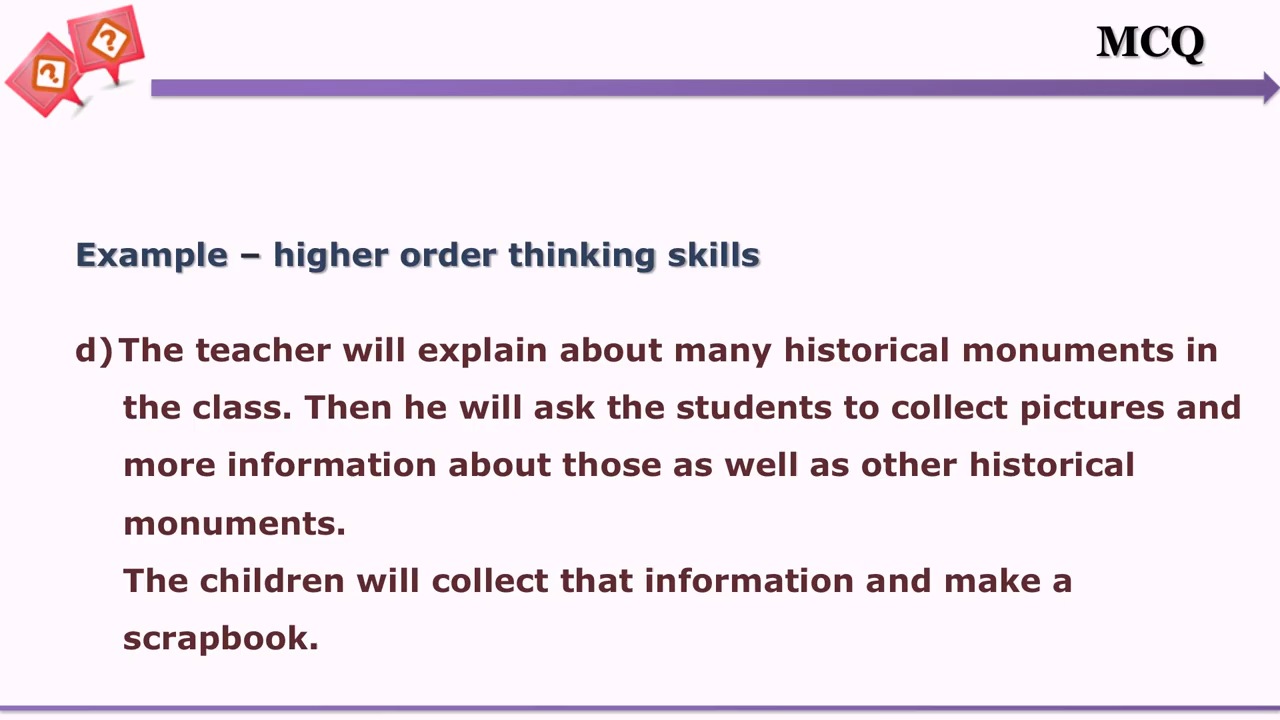 MCQ
?
?
Example – higher order thinking skills
d) The teacher will explain about many historical monuments in
the class. Then he will ask the students to collect pictures and
more information about those as well as other historical
monuments.
The children will collect that information and make a
scrapbook.